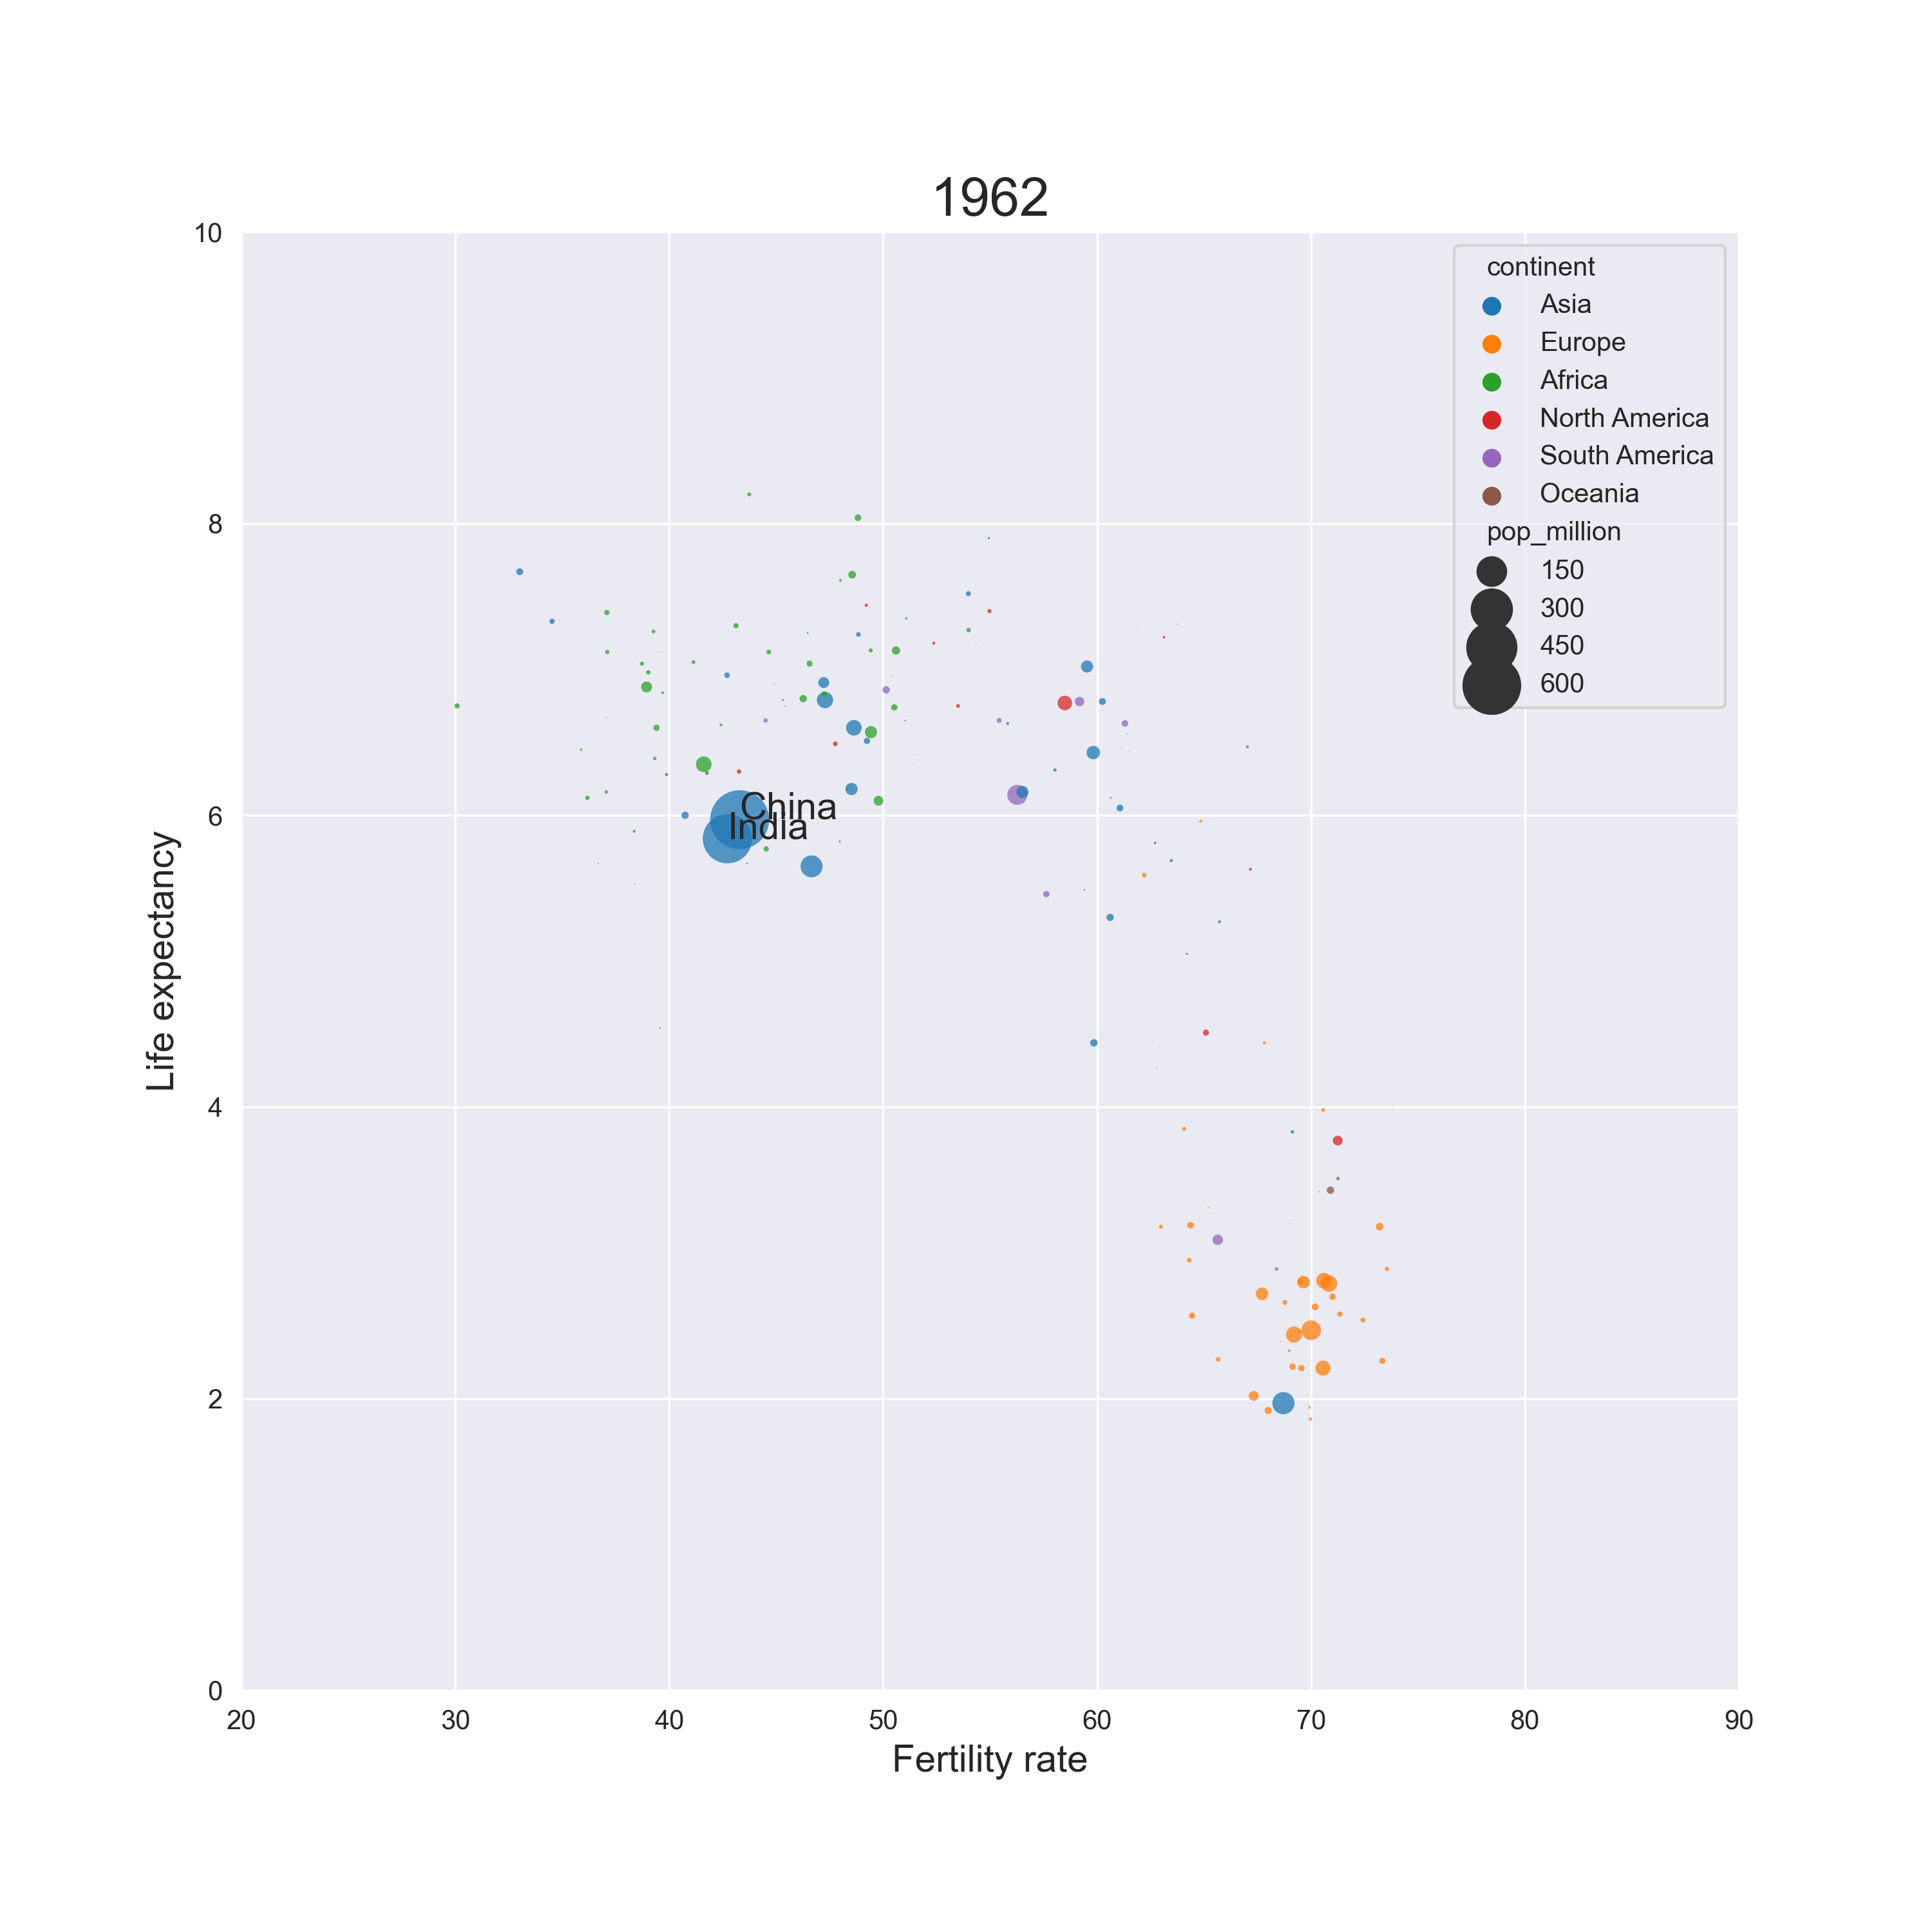 1962
10
8
6
4
2
0
Life expectancy
20 30 40 50 60 70 80 90
Fertility rate
China
India
continent
Asia
Europe
Africa
North America
South America
Oceania
pop_million
150
300
450
600